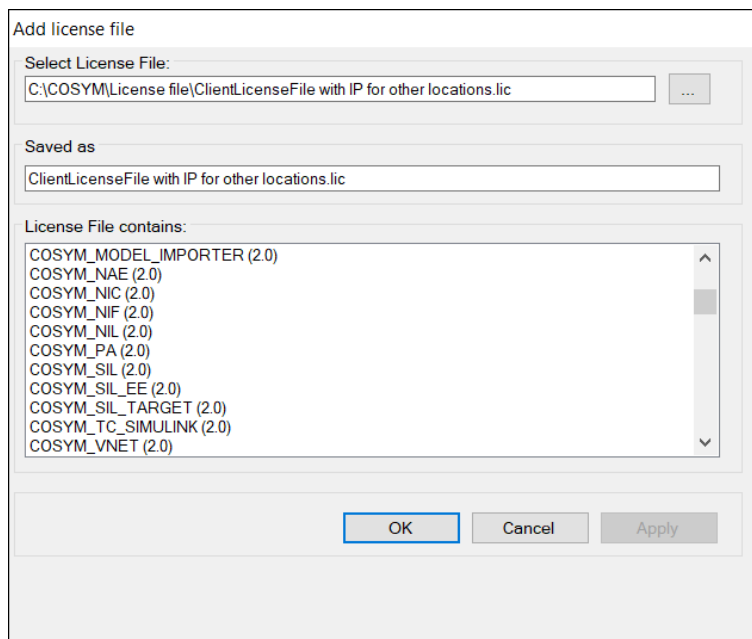 Add license file
Select License File:
C:\COSYM\License file\ClientLicenseFile with IP for other locations.lic
...
Saved as
ClientLicenseFile with IP for other locations.lic
License File contains:
COSYM_MODEL_IMPORTER (2.0)
COSYM_NAE (2.0)
COSYM_NIC (2.0)
COSYM_NIF (2.0)
COSYM_NIL (2.0)
COSYM_PA (2.0)
COSYM_SIL (2.0)
COSYM_SIL_EE (2.0)
COSYM_SIL_TARGET (2.0)
COSYM_TC_SIMULINK (2.0)
COSYM_VNET (2.0)
OK Cancel Apply